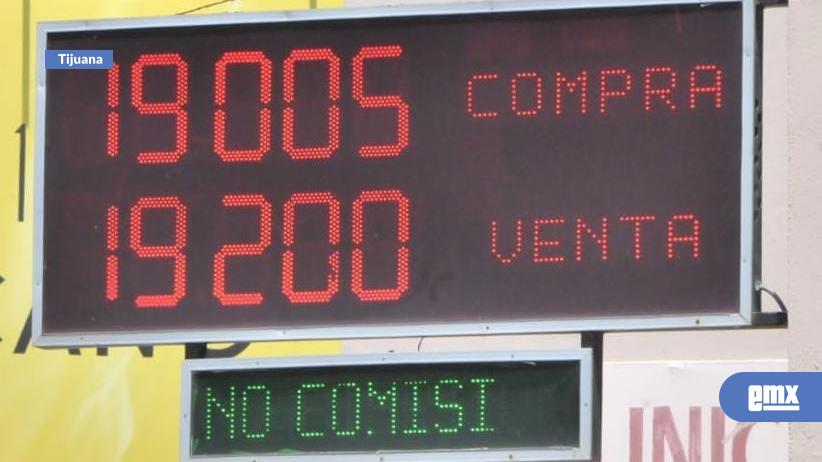 Tijuana
19005 COMPRA
19200 VENTA
NO COMISI
emx